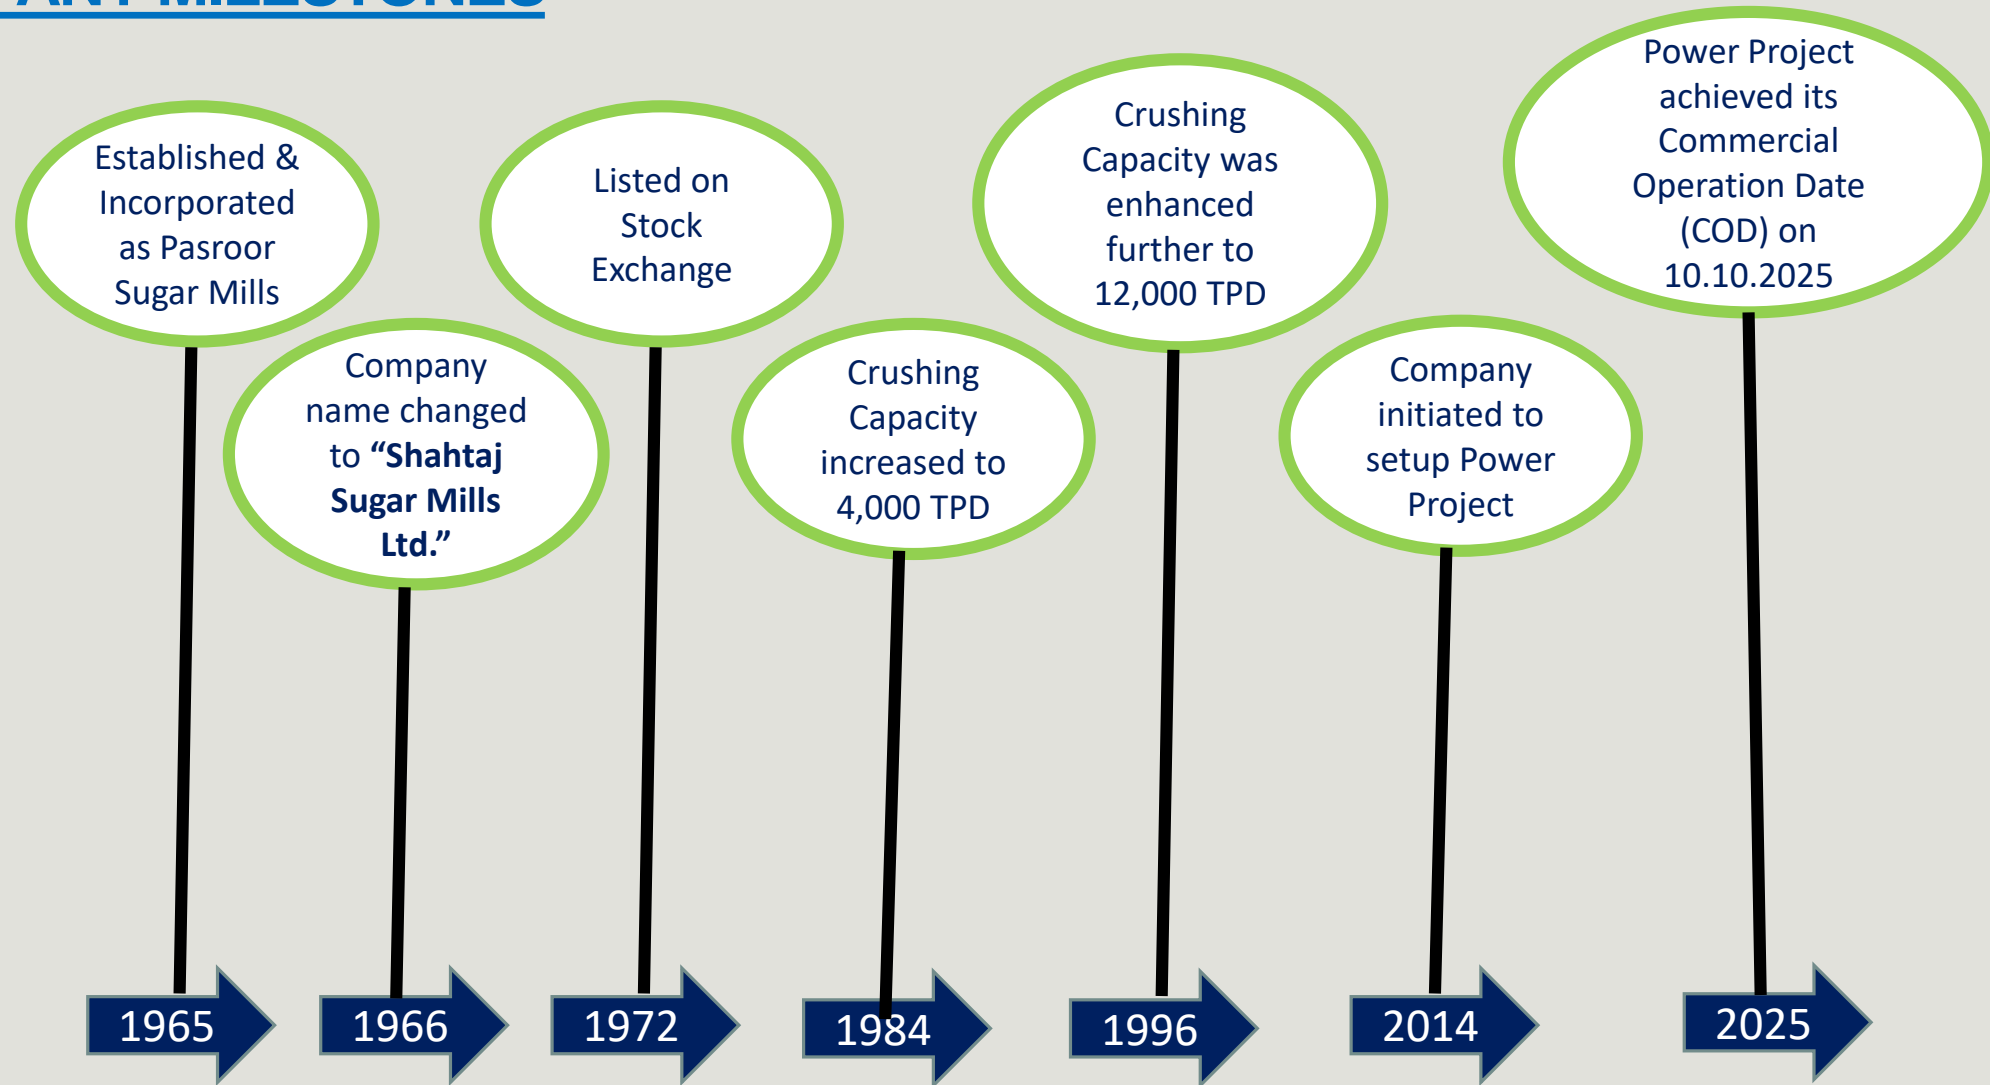 ANY MILESTONES
Established &
Incorporated
as Pasroor
Sugar Mills
Company
name changed
to “Shahtaj
Sugar Mills
Ltd.”
Listed on
Stock
Exchange
Crushing
Capacity
increased to
4,000 TPD
Crushing
Capacity was
enhanced
further to
12,000 TPD
Company
initiated to
setup Power
Project
Power Project
achieved its
Commercial
Operation Date
(COD) on
10.10.2025
1965
1966
1972
1984
1996
2014
2025